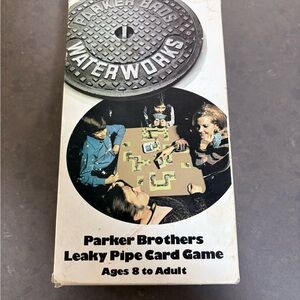 PARKER BROS
WATERWORKS
Parker Brothers
Leaky Pipe Card Game
Ages 8 to Adult